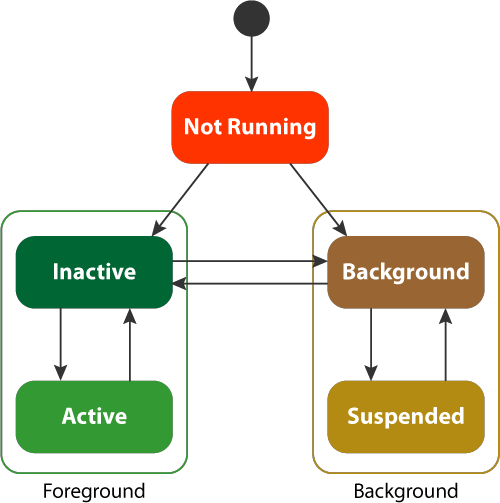 Not Running
Inactive
Background
Active
Suspended
Foreground
Background